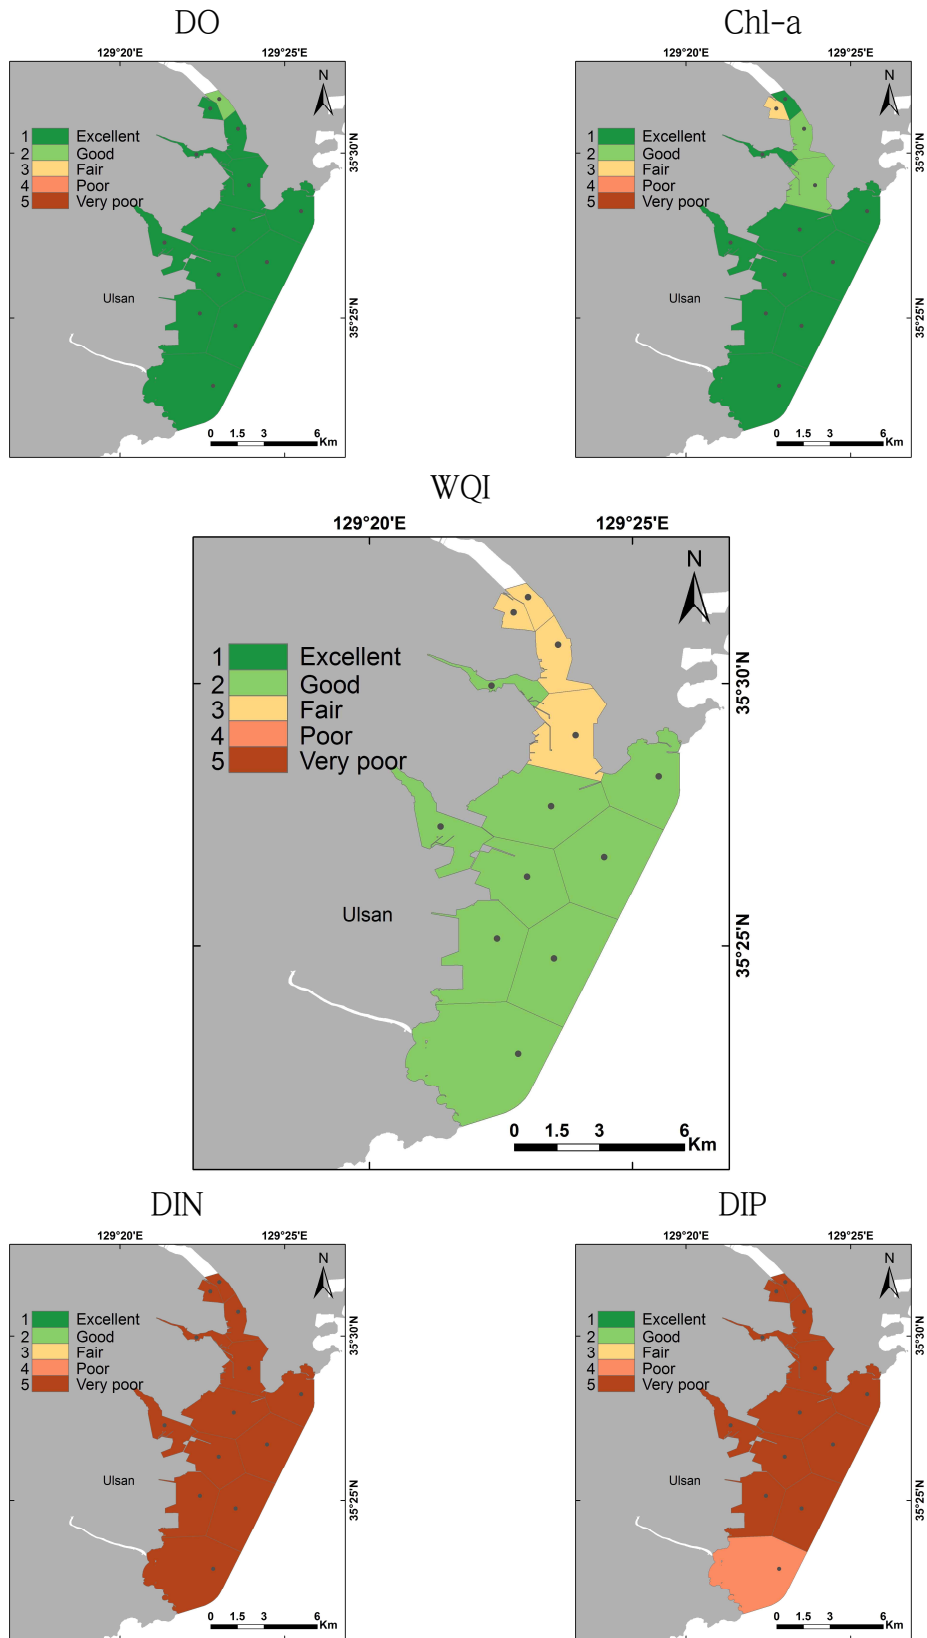 DO
129°20'E 129°25'E
N
1 Excellent
2 Good
3 Fair
4 Poor
5 Very poor
35°30'N
Ulsan
35°25'N
0 1.5 3 6
Km
Chl-a
129°20'E 129°25'E
N
1 Excellent
2 Good
3 Fair
4 Poor
5 Very poor
35°30'N
Ulsan
35°25'N
0 1.5 3 6
Km
WQI
129°20'E 129°25'E
N
1 Excellent
2 Good
3 Fair
4 Poor
5 Very poor
35°30'N
Ulsan
35°25'N
0 1.5 3 6
Km
DIN
129°20'E 129°25'E
N
1 Excellent
2 Good
3 Fair
4 Poor
5 Very poor
35°30'N
Ulsan
35°25'N
0 1.5 3 6
Km
DIP
129°20'E 129°25'E
N
1 Excellent
2 Good
3 Fair
4 Poor
5 Very poor
35°30'N
Ulsan
35°25'N
0 1.5 3 6
Km